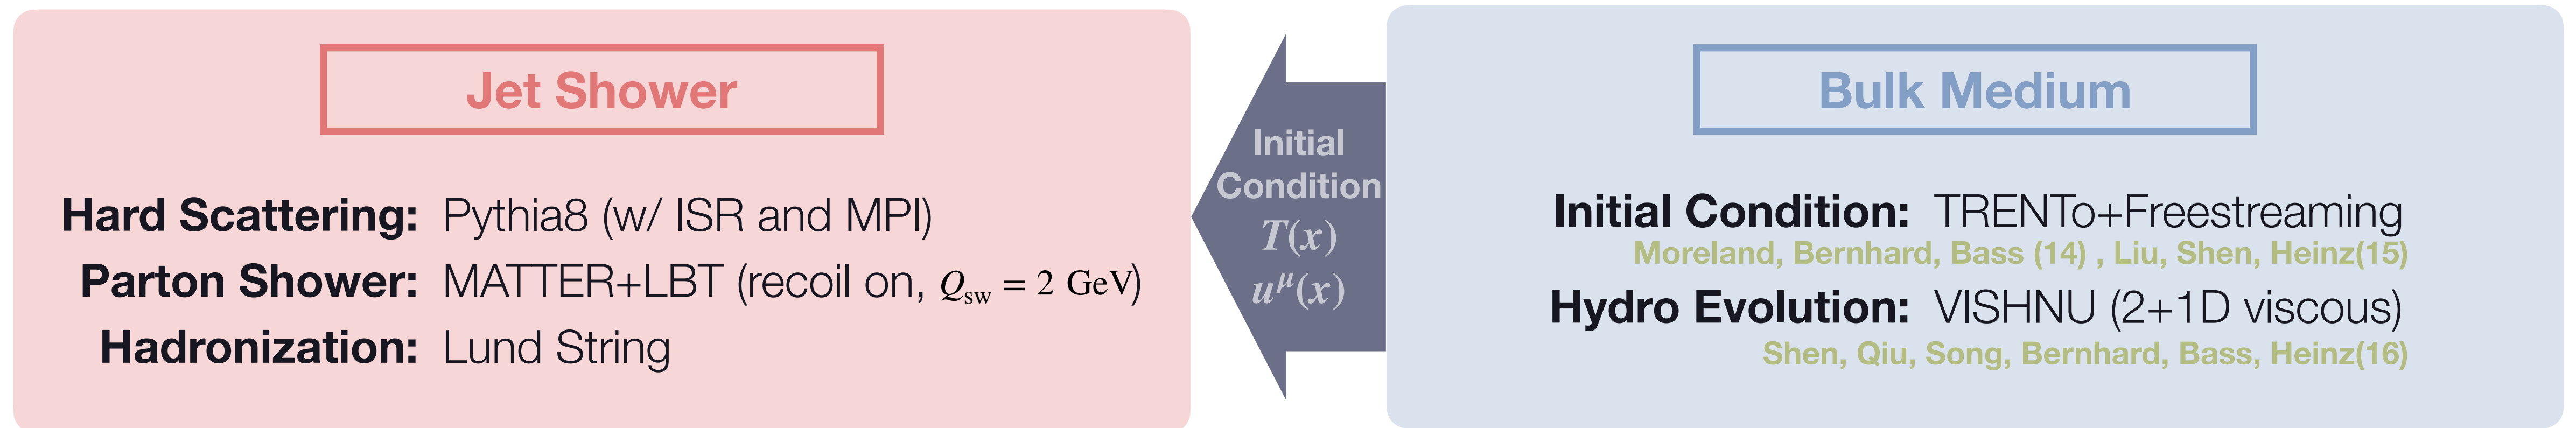 Jet Shower
Hard Scattering: Pythia8 (w/ ISR and MPI)
Parton Shower: MATTER+LBT (recoil on, Q_sw = 2 GeV)
Hadronization: Lund String
Initial
Condition
T(x)
u^μ(x)
Bulk Medium
Initial Condition: TRENTo+Freestreaming
Moreland, Bernhard, Bass (14) , Liu, Shen, Heinz(15)
Hydro Evolution: VISHNU (2+1D viscous)
Shen, Qiu, Song, Bernhard, Bass, Heinz(16)